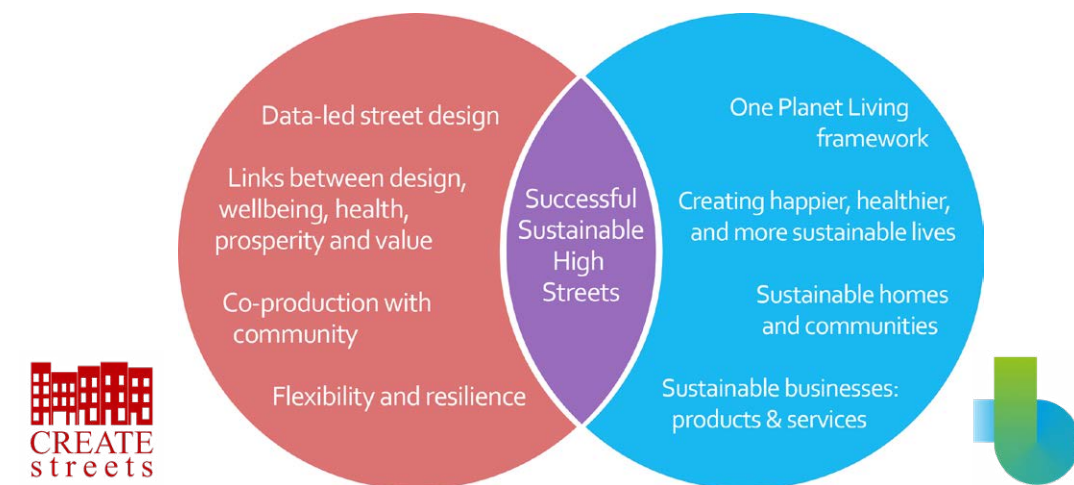 Data-led street design
Links between design,
wellbeing, health,
prosperity and value
Co-production with
community
Flexibility and resilience
Successful
Sustainable
High
Streets
One Planet Living
framework
Creating happier, healthier,
and more sustainable lives
Sustainable homes
and communities
Sustainable businesses:
products & services
CREATE
streets